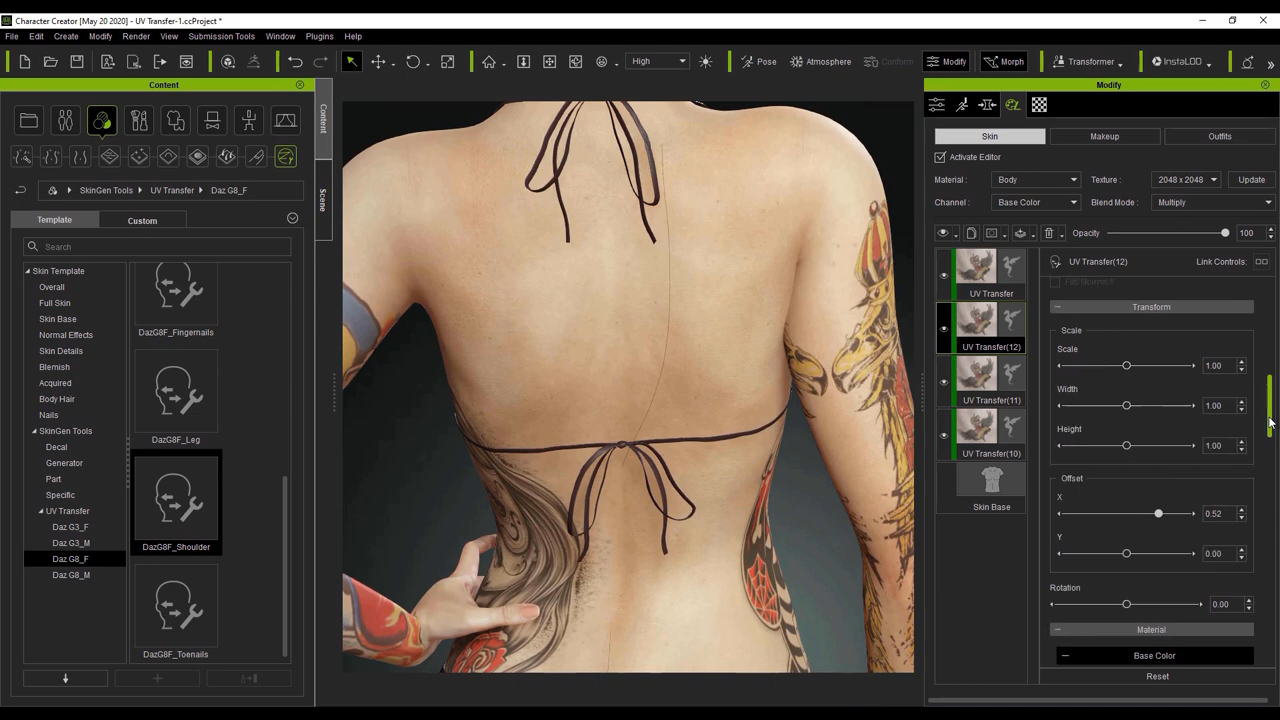 Character Creator [May 20 2020] - UV Transfer-1.ccProject *
File Edit Create Modify Render View Submission Tools Window Plugins Help
High Pose Atmosphere Conform Modify Morph Transformer InstaLOD
Content
Modify
Content
Scene
Skin Makeup Outfits
Activate Editor
Material: Body Texture: 2048 x 2048 Update
Channel: Base Color Blend Mode: Multiply
SkinGen Tools UV Transfer Daz G8_F
Template Custom
Search
Opacity 100
Skin Template
Overall
Full Skin
Skin Base
Normal Effects
Skin Details
Blemish
Acquired
Body Hair
Nails
SkinGen Tools
Decal
Generator
Part
Specific
UV Transfer
Daz G3_F
Daz G3_M
Daz G8_F
Daz G8_M
DazG8F_Fingernails
DazG8F_Leg
DazG8F_Shoulder
DazG8F_Toenails
UV Transfer
UV Transfer(12)
UV Transfer(11)
UV Transfer(10)
Skin Base
UV Transfer(12) Link Controls:
Transform
Scale
Scale
1.00
Width
1.00
Height
1.00
Offset
X
0.52
Y
0.00
Rotation
0.00
Material
Base Color
Reset